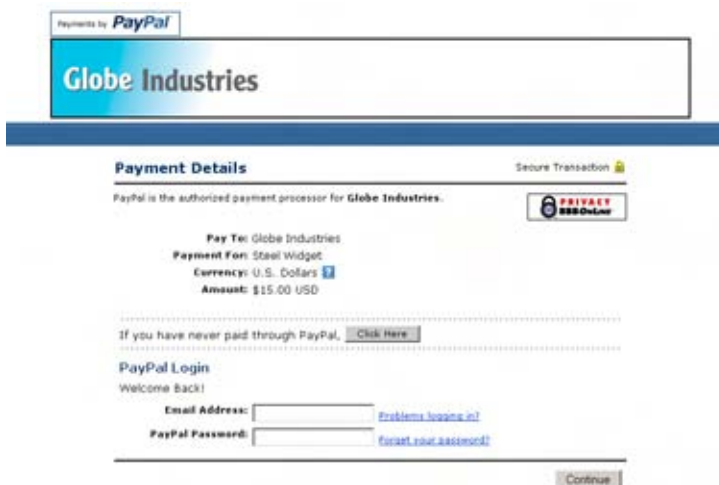 Payments by PayPal
Globe Industries
Payment Details
Secure Transaction
PayPal is the authorized payment processor for Globe Industries.
PRIVACY
BBBOnLine
Pay To: Globe Industries
Payment For: Steel Widget
Currency: U.S. Dollars ?
Amount: $15.00 USD
If you have never paid through PayPal, Click Here
PayPal Login
Welcome Back!
Email Address: Problems logging in?
PayPal Password: Forget your password?
Continue